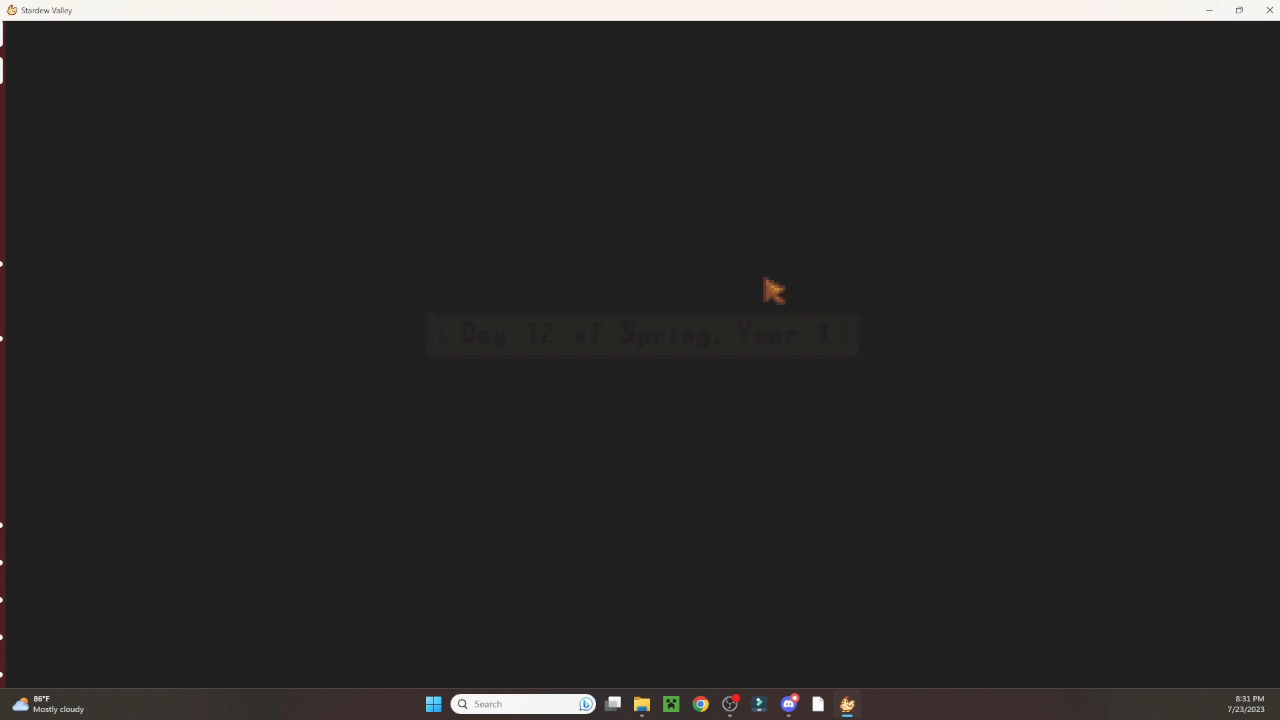 Stardew Valley
Day 12 of Spring, Year 1
86°F
Mostly cloudy
Search
8:31 PM
7/23/2023